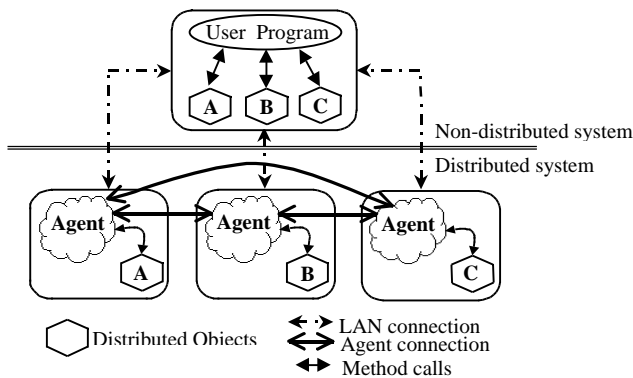 User Program
A
B
C
Non-distributed system
Distributed system
Agent
Agent
Agent
A
B
C
Distributed Objects
LAN connection
Agent connection
Method calls